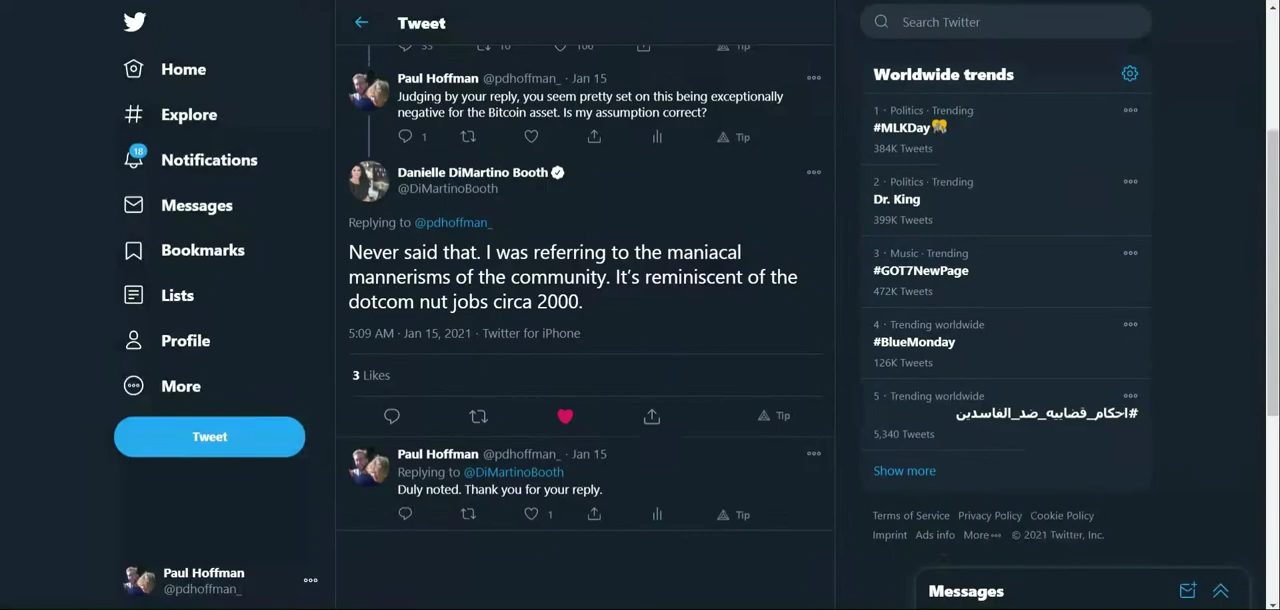 Home
Explore
18
Notifications
Messages
Bookmarks
Lists
Profile
More
Tweet
Paul Hoffman
@pdhoffman_
Tweet
Tip
Paul Hoffman @pdhoffman_ · Jan 15
Judging by your reply, you seem pretty set on this being exceptionally
negative for the Bitcoin asset. Is my assumption correct?
1 Tip
Danielle DiMartino Booth
@DiMartinoBooth
Replying to @pdhoffman_
Never said that. I was referring to the maniacal
mannerisms of the community. It’s reminiscent of the
dotcom nut jobs circa 2000.
5:09 AM · Jan 15, 2021 · Twitter for iPhone
3 Likes
Tip
Paul Hoffman @pdhoffman_ · Jan 15
Replying to @DiMartinoBooth
Duly noted. Thank you for your reply.
1 Tip
Search Twitter
Worldwide trends
1 · Politics · Trending
#MLKDay
384K Tweets
2 · Politics · Trending
Dr. King
399K Tweets
3 · Music · Trending
#GOT7NewPage
472K Tweets
4 · Trending worldwide
#BlueMonday
126K Tweets
5 · Trending worldwide
#احكام_قضاييه_ضد_الفاسدين
5,340 Tweets
Show more
Terms of Service Privacy Policy Cookie Policy
Imprint Ads info More © 2021 Twitter, Inc.
Messages